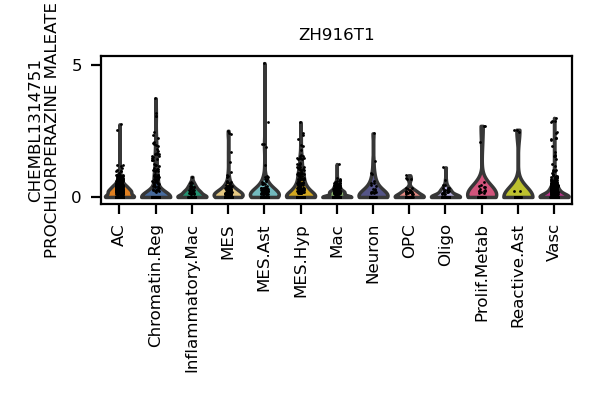 ZH916T1
CHEMBL1314751
PROCHLORPERAZINE MALEATE
5
0
AC
Chromatin.Reg
Inflammatory.Mac
MES
MES.Ast
MES.Hyp
Mac
Neuron
OPC
Oligo
Prolif.Metab
Reactive.Ast
Vasc